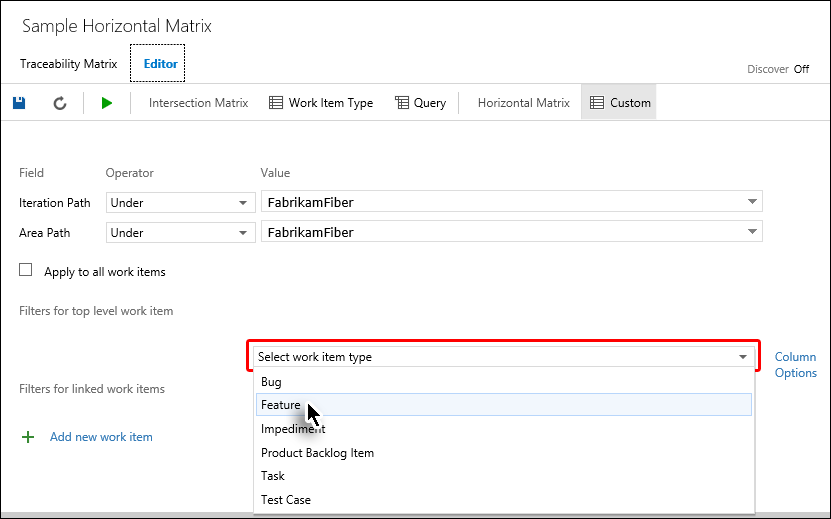 Sample Horizontal Matrix
Traceability Matrix Editor
Discover Off
Intersection Matrix Work Item Type Query Horizontal Matrix Custom
Field Operator Value
Iteration Path Under FabrikamFiber
Area Path Under FabrikamFiber
Apply to all work items
Filters for top level work item
Select work item type
Column
Options
Bug
Filters for linked work items
Feature
Impediment
Add new work item
Product Backlog Item
Task
Test Case